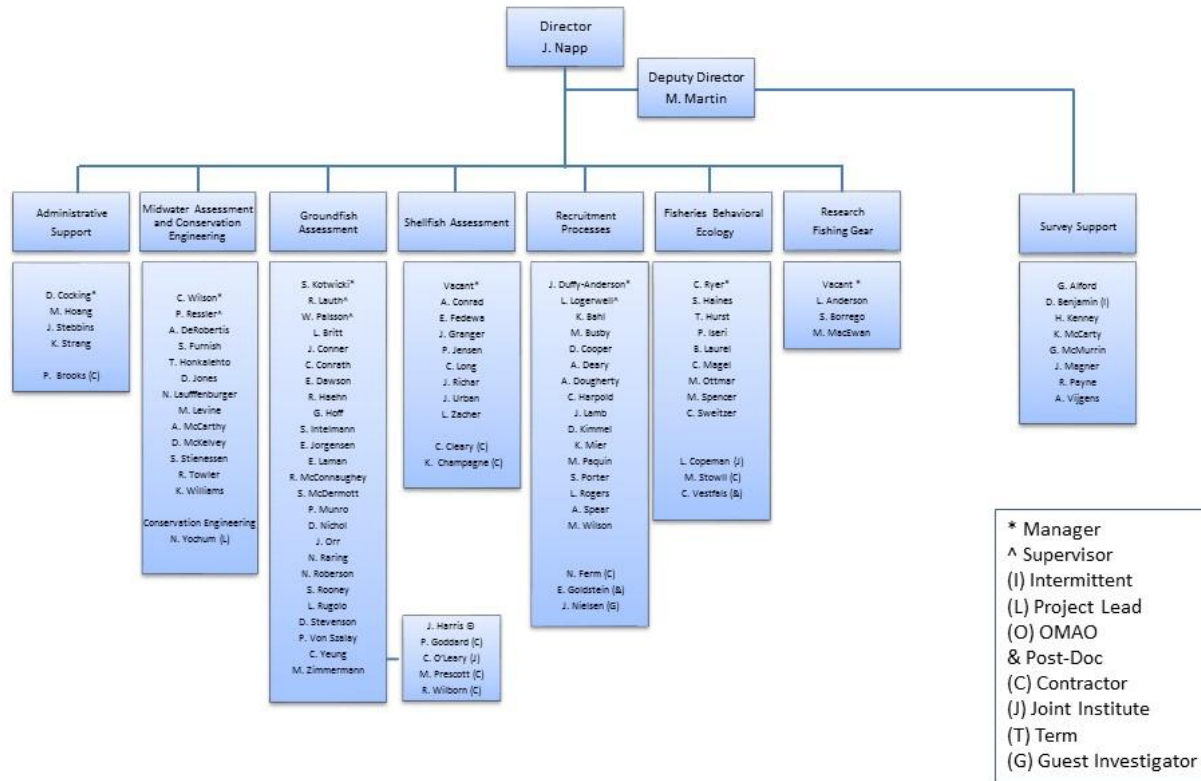 Director
J. Napp
Deputy Director
M. Martin
Administrative
Support
Midwater Assessment
and Conservation
Engineering
Groundfish
Assessment
Shellfish Assessment
Recruitment
Processes
Fisheries Behavioral
Ecology
Research
Fishing Gear
Survey Support
D. Cocking*
M. Hoang
J. Stebbins
K. Strang
P. Brooks (C)
C. Wilson*
P. Ressler^
A. DeRobertis
S. Furnish
T. Honkalehto
D. Jones
N. Lauffenburger
M. Levine
A. McCarthy
D. McKelvey
S. Stienessen
R. Towler
K. Williams
Conservation Engineering
N. Yochum (L)
S. Kotwicki*
R. Lauth^
W. Palsson^
L. Britt
J. Conner
C. Conrath
E. Dawson
R. Haehn
G. Hoff
S. Intelmann
E. Jorgensen
E. Laman
R. McConnaughey
S. McDermott
P. Munro
D. Nichol
J. Orr
N. Raring
N. Roberson
S. Rooney
L. Rugolo
D. Stevenson
P. Von Szalay
C. Yeung
M. Zimmermann
Vacant*
A. Conrad
E. Fedewa
J. Granger
P. Jensen
C. Long
J. Richar
J. Urban
L. Zacher
C. Cleary (C)
K. Champagne (C)
J. Harris ©
P. Goddard (C)
C. O'Leary (J)
M. Prescott (C)
R. Wilborn (C)
J. Duffy-Anderson*
L. Logerwell^
K. Bahl
M. Busby
D. Cooper
A. Deary
A. Dougherty
C. Harpold
J. Lamb
D. Kimmel
K. Mier
M. Paquin
S. Porter
L. Rogers
A. Spear
M. Wilson
N. Ferm (C)
E. Goldstein (&)
J. Nielsen (G)
C. Ryer*
S. Haines
T. Hurst
P. Iseri
B. Laurel
C. Magel
M. Ottmar
M. Spencer
C. Sweitzer
L. Copeman (J)
M. Stowll (C)
C. Vestfals (&)
Vacant *
L. Anderson
S. Borrego
M. MacEwan
G. Alford
D. Benjamin (I)
H. Kenney
K. McCarty
G. McMurrin
J. Magner
R. Payne
A. Vijgens
* Manager
^ Supervisor
(I) Intermittent
(L) Project Lead
(O) OMAO
& Post-Doc
(C) Contractor
(J) Joint Institute
(T) Term
(G) Guest Investigator